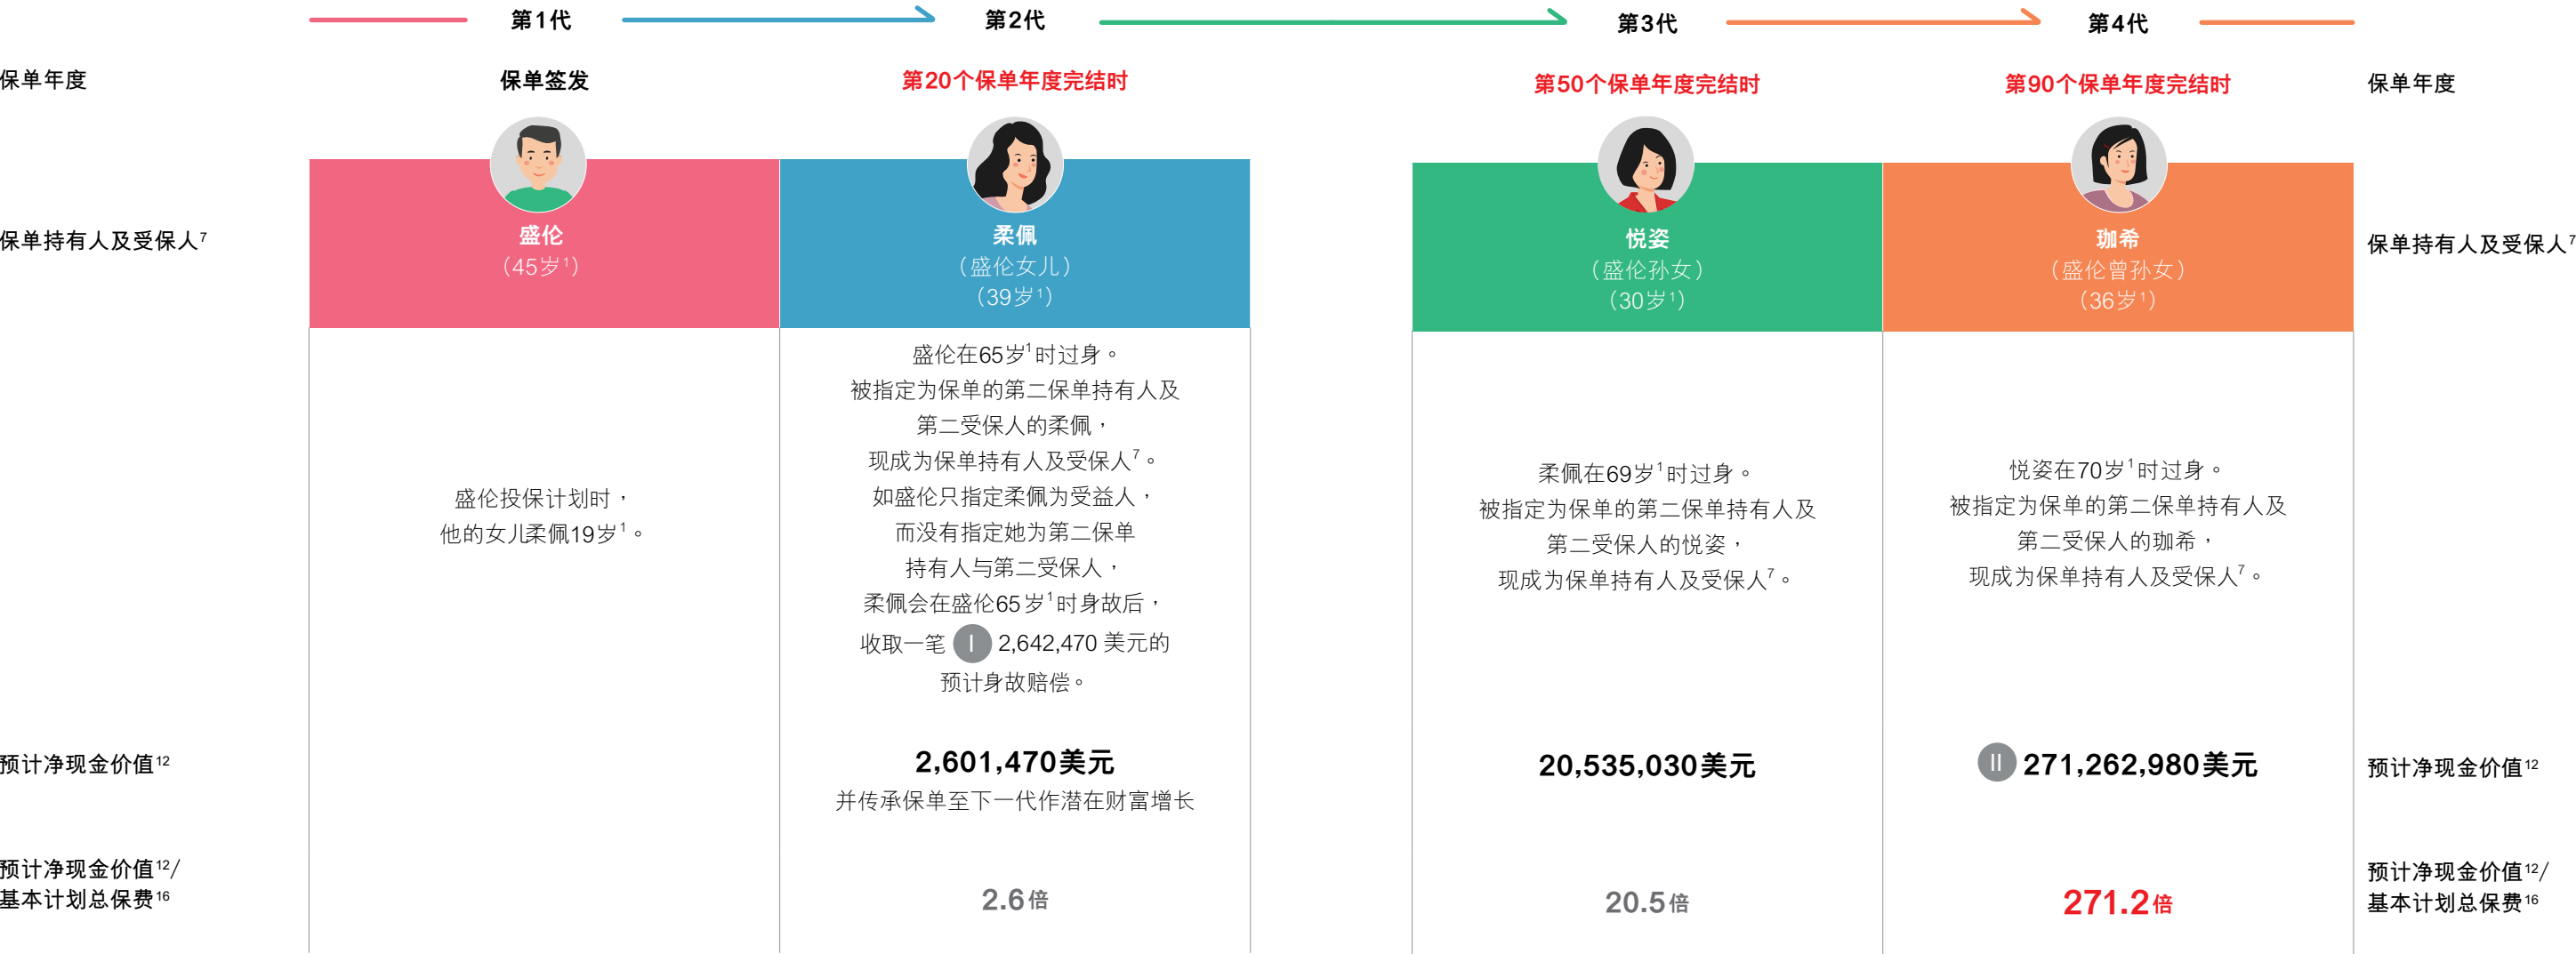 第1代
第2代
第3代
第4代
保单年度
保单签发
第20个保单年度完结时
第50个保单年度完结时
第90个保单年度完结时
保单年度
保单持有人及受保人7
盛伦
（45岁1）
柔佩
（盛伦女儿）
（39岁1）
悦姿
（盛伦孙女）
（30岁1）
珈希
（盛伦曾孙女）
（36岁1）
保单持有人及受保人7
盛伦投保计划时，
他的女儿柔佩19岁1。
盛伦在65岁1时过身。
被指定为保单的第二保单持有人及
第二受保人的柔佩，
现成为保单持有人及受保人7。
如盛伦只指定柔佩为受益人，
而没有指定她为第二保单
持有人与第二受保人，
柔佩会在盛伦65岁1时身故后，
收取一笔 I 2,642,470 美元的
预计身故赔偿。
柔佩在69岁1时过身。
被指定为保单的第二保单持有人及
第二受保人的悦姿，
现成为保单持有人及受保人7。
悦姿在70岁1时过身。
被指定为保单的第二保单持有人及
第二受保人的珈希，
现成为保单持有人及受保人7。
预计净现金价值12
2,601,470美元
并传承保单至下一代作潜在财富增长
20,535,030美元
II 271,262,980美元
预计净现金价值12
预计净现金价值12/
基本计划总保费16
2.6倍
20.5倍
271.2倍
预计净现金价值12/
基本计划总保费16